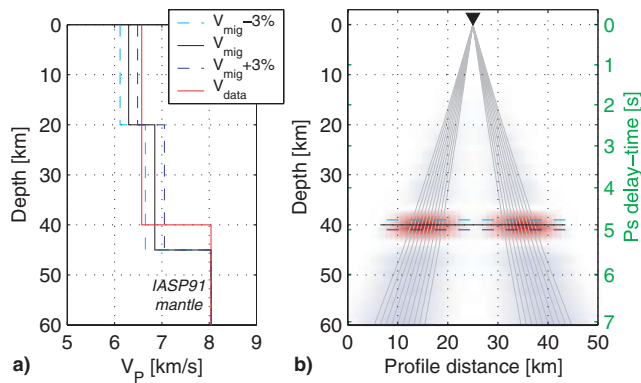 V_mig−3%
V_mig
V_mig+3%
V_data
0
10
20
30
40
50
60
Depth [km]
IASP91
mantle
5 6 7 8 9
a)
V_P [km/s]
0
10
20
30
40
50
60
Depth [km]
0
1
2
3
4
5
6
7
Ps delay-time [s]
0 10 20 30 40 50
b)
Profile distance [km]